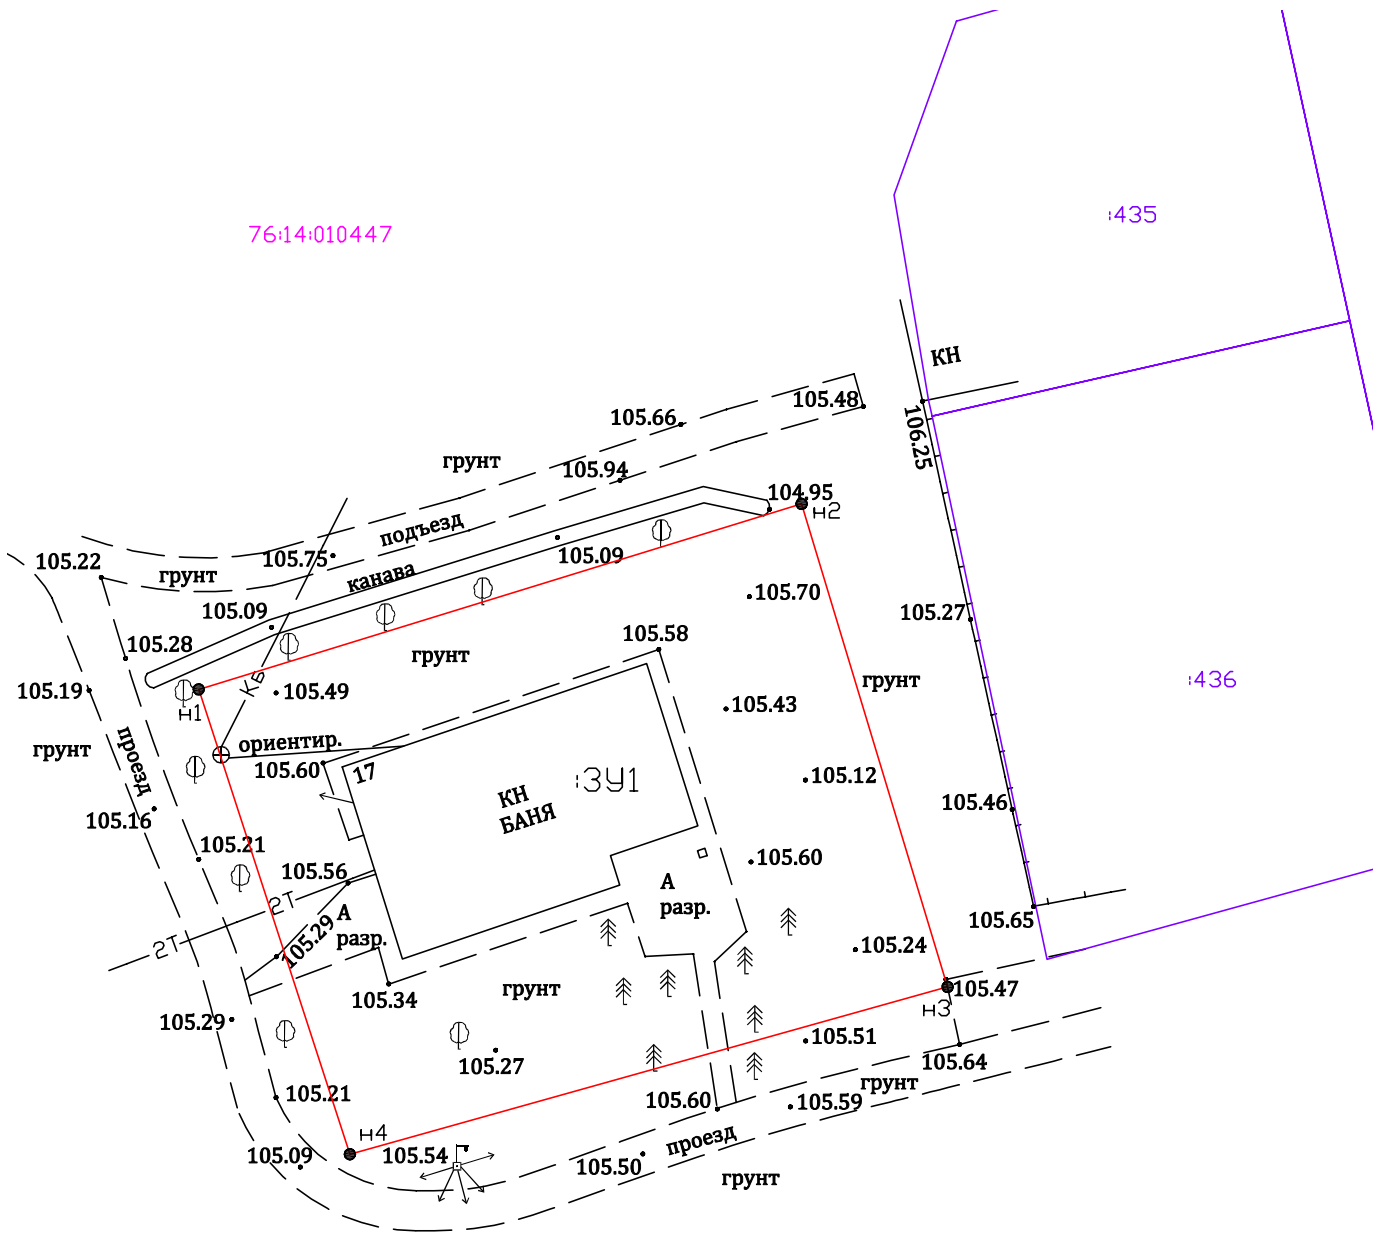 :435
76:14:010447
КН
105.48
105.66
106.25
грунт
105.94
104.95
н2
подъезд
105.75
105.09
105.22
грунт
канава
105.70
105.09
105.27
105.28
105.58
грунт
Кв
105.49
105.19
грунт
:436
105.43
н1
проезд
грунт
ориентир.
105.60
17
:ЗУ1
105.12
КН
БАНЯ
105.46
105.16
105.21
105.60
105.56
А
разр.
2Т
А
разр.
105.29
105.65
2Т
105.24
105.34
грунт
105.47
н3
105.29
105.51
105.27
105.64
грунт
105.21
105.60
105.59
н4
проезд
105.09
105.54
105.50
грунт